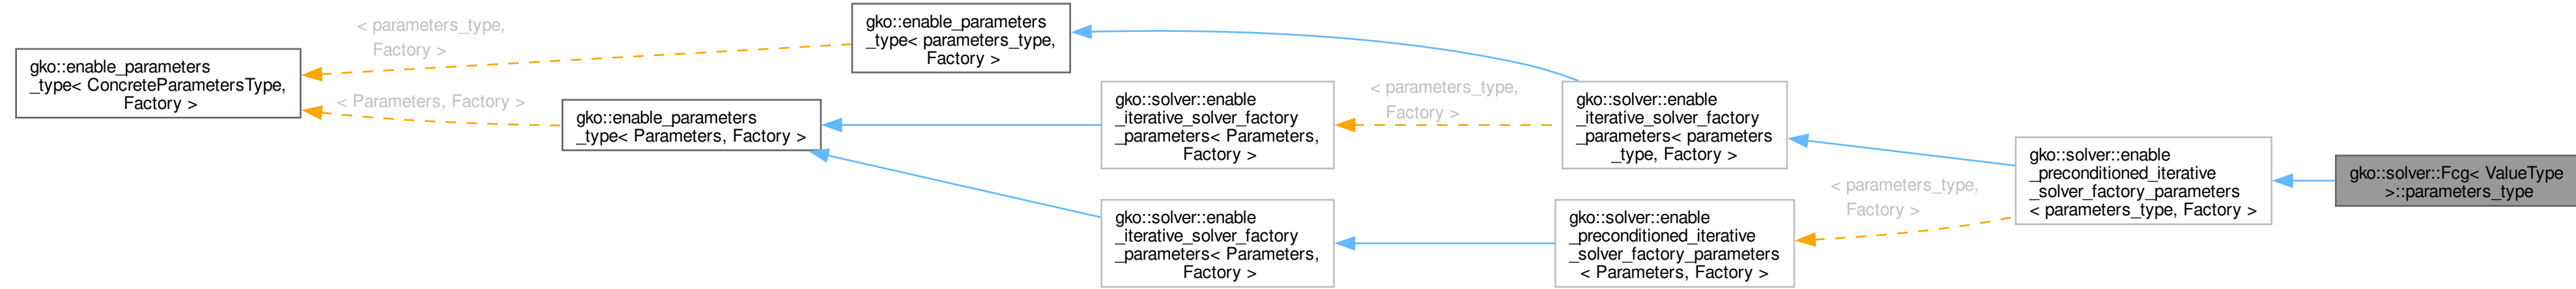 gko::enable_parameters
_type< ConcreteParametersType,
Factory >
< parameters_type,
Factory >
< Parameters, Factory >
gko::enable_parameters
_type< Parameters, Factory >
gko::enable_parameters
_type< parameters_type,
Factory >
gko::solver::enable
_iterative_solver_factory
_parameters< Parameters,
Factory >
gko::solver::enable
_iterative_solver_factory
_parameters< Parameters,
Factory >
< parameters_type,
Factory >
gko::solver::enable
_iterative_solver_factory
_parameters< parameters
_type, Factory >
gko::solver::enable
_preconditioned_iterative
_solver_factory_parameters
< Parameters, Factory >
< parameters_type,
Factory >
gko::solver::enable
_preconditioned_iterative
_solver_factory_parameters
< parameters_type, Factory >
gko::solver::Fcg< ValueType
>::parameters_type